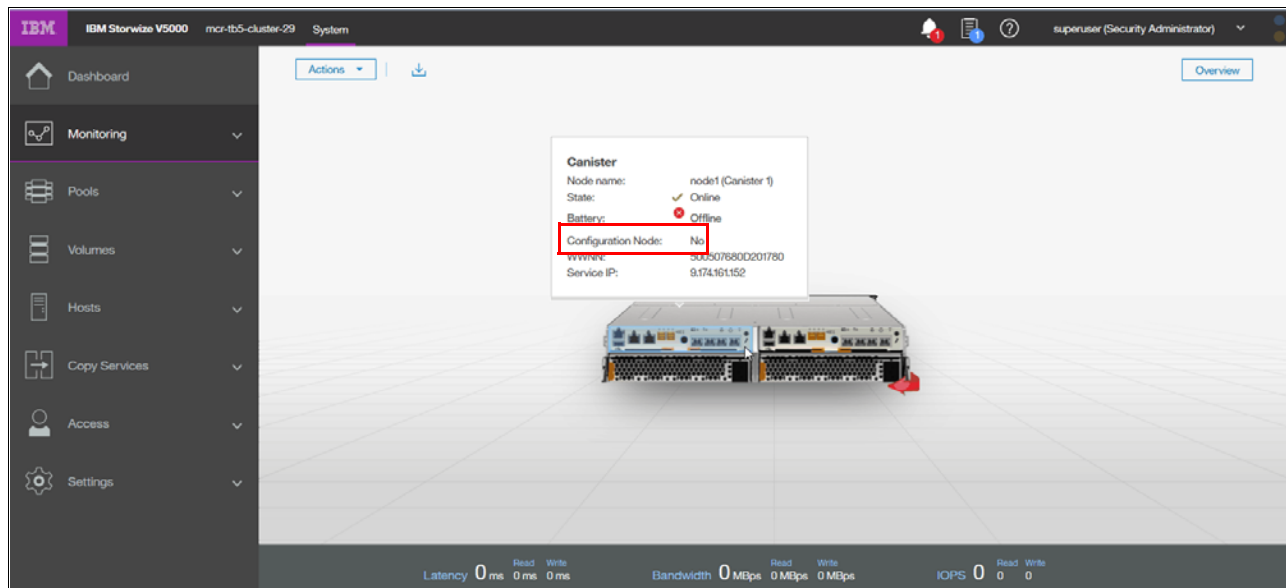 IBM IBM Storwize V5000 mcr-tb5-cluster-29 System 1 1 ? superuser (Security Administrator)
Dashboard
Actions
Overview
Monitoring
Pools
Volumes
Hosts
Copy Services
Access
Settings
Canister
Node name: node1 (Canister 1)
State: Online
Battery: Offline
Configuration Node: No
WWNN: 500507680D201780
Service IP: 9.174.161.152
Latency 0 ms Read 0 ms Write 0 ms Bandwidth 0 MBps Read 0 MBps Write 0 MBps IOPS 0 Read 0 Write 0